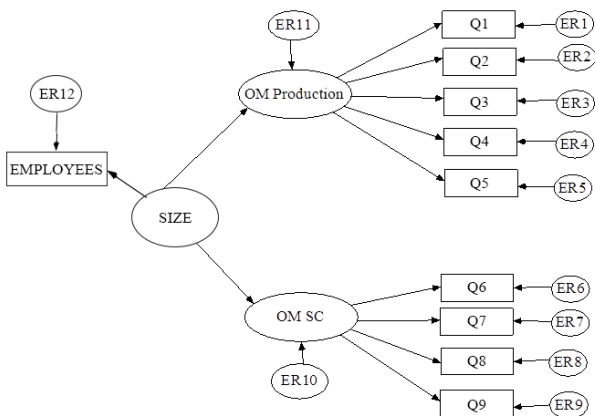 ER11
Q1
ER1
Q2
ER2
ER12
OM Production
Q3
ER3
Q4
ER4
EMPLOYEES
Q5
ER5
SIZE
Q6
ER6
OM SC
Q7
ER7
Q8
ER8
ER10
Q9
ER9